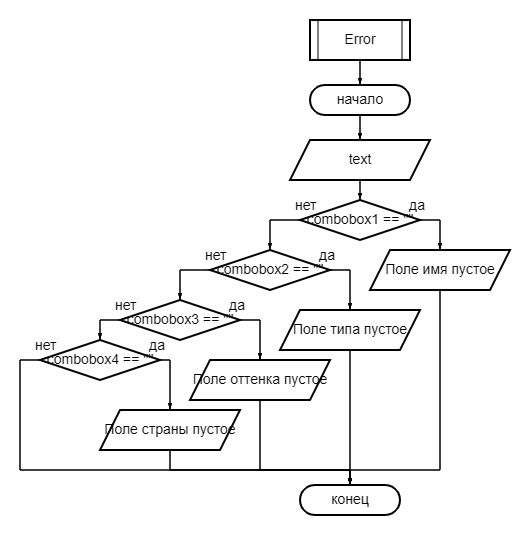 Error
начало
text
нет
да
combobox1 == ""
Поле имя пустое
нет
да
combobox2 == ""
Поле типа пустое
нет
да
combobox3 == ""
Поле оттенка пустое
нет
да
combobox4 == ""
Поле страны пустое
конец